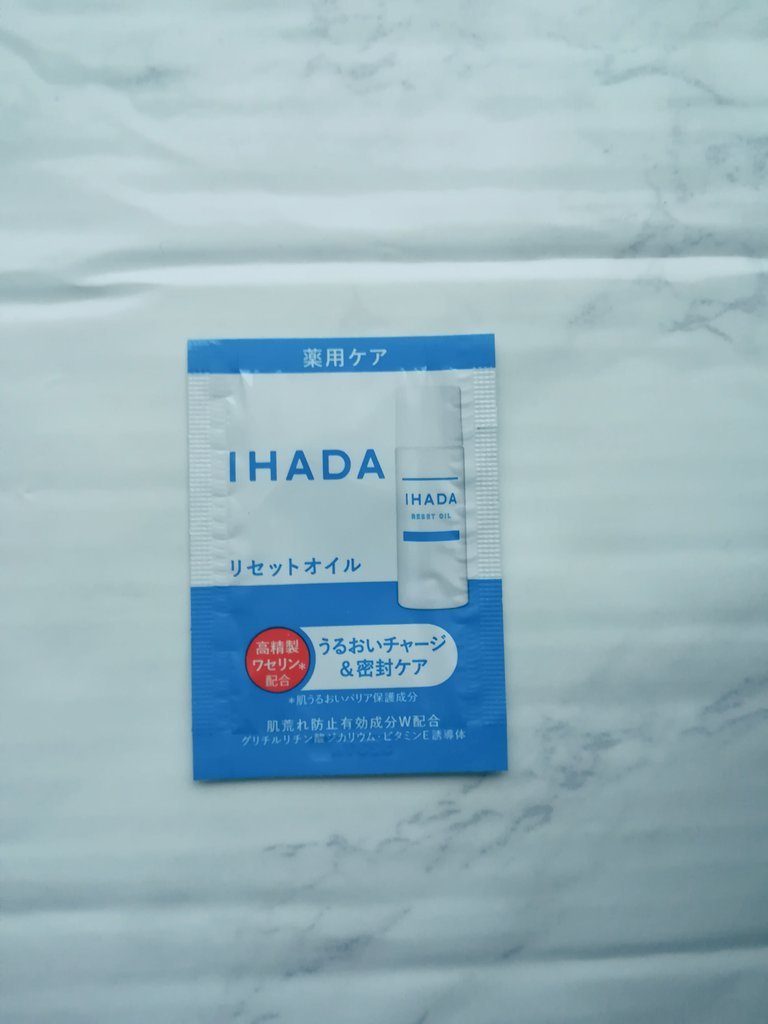 薬用ケア
IHADA
IHADA
RESET OIL
リセットオイル
高精製
ワセリン*
配合
うるおいチャージ
&密封ケア
*肌うるおいバリア保護成分
肌荒れ防止有効成分W配合
グリチルリチン酸ジカリウム・ビタミンE誘導体